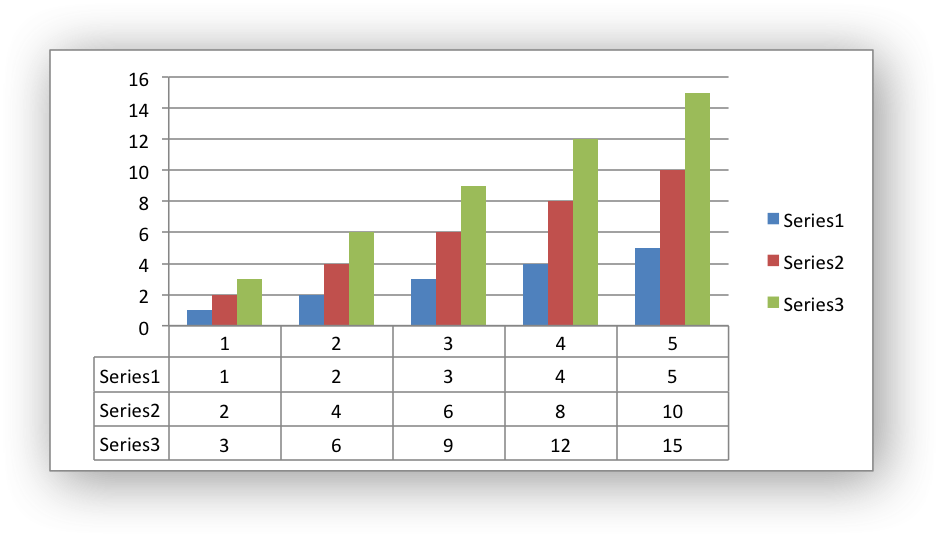 16
14
12
10
8
6
4
2
0
Series1
Series2
Series3
1 2 3 4 5
Series1 1 2 3 4 5
Series2 2 4 6 8 10
Series3 3 6 9 12 15